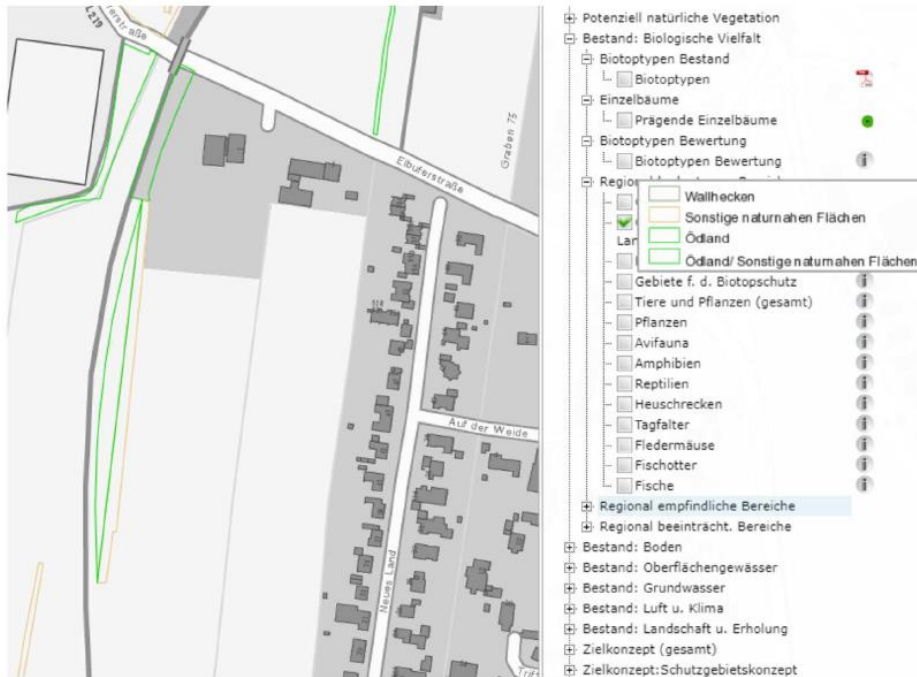 L219
Elbuferstraße
Graben 75
Auf der Weide
Neues Land
Trift
Potenziell natürliche Vegetation
Bestand: Biologische Vielfalt
Biotoptypen Bestand
Biotoptypen
Einzelbäume
Prägende Einzelbäume
Biotoptypen Bewertung
Biotoptypen Bewertung
Wallhecken
Sonstige naturnahen Flächen
Ödland
Ödland/ Sonstige naturnahen Flächen
Gebiete f. d. Biotopschutz
Tiere und Pflanzen (gesamt)
Pflanzen
Avifauna
Amphibien
Reptilien
Heuschrecken
Tagfalter
Fledermäuse
Fischotter
Fische
Regional empfindliche Bereiche
Regional beeinträcht. Bereiche
Bestand: Boden
Bestand: Oberflächengewässer
Bestand: Grundwasser
Bestand: Luft u. Klima
Bestand: Landschaft u. Erholung
Zielkonzept (gesamt)
Zielkonzept:Schutzgebietskonzept